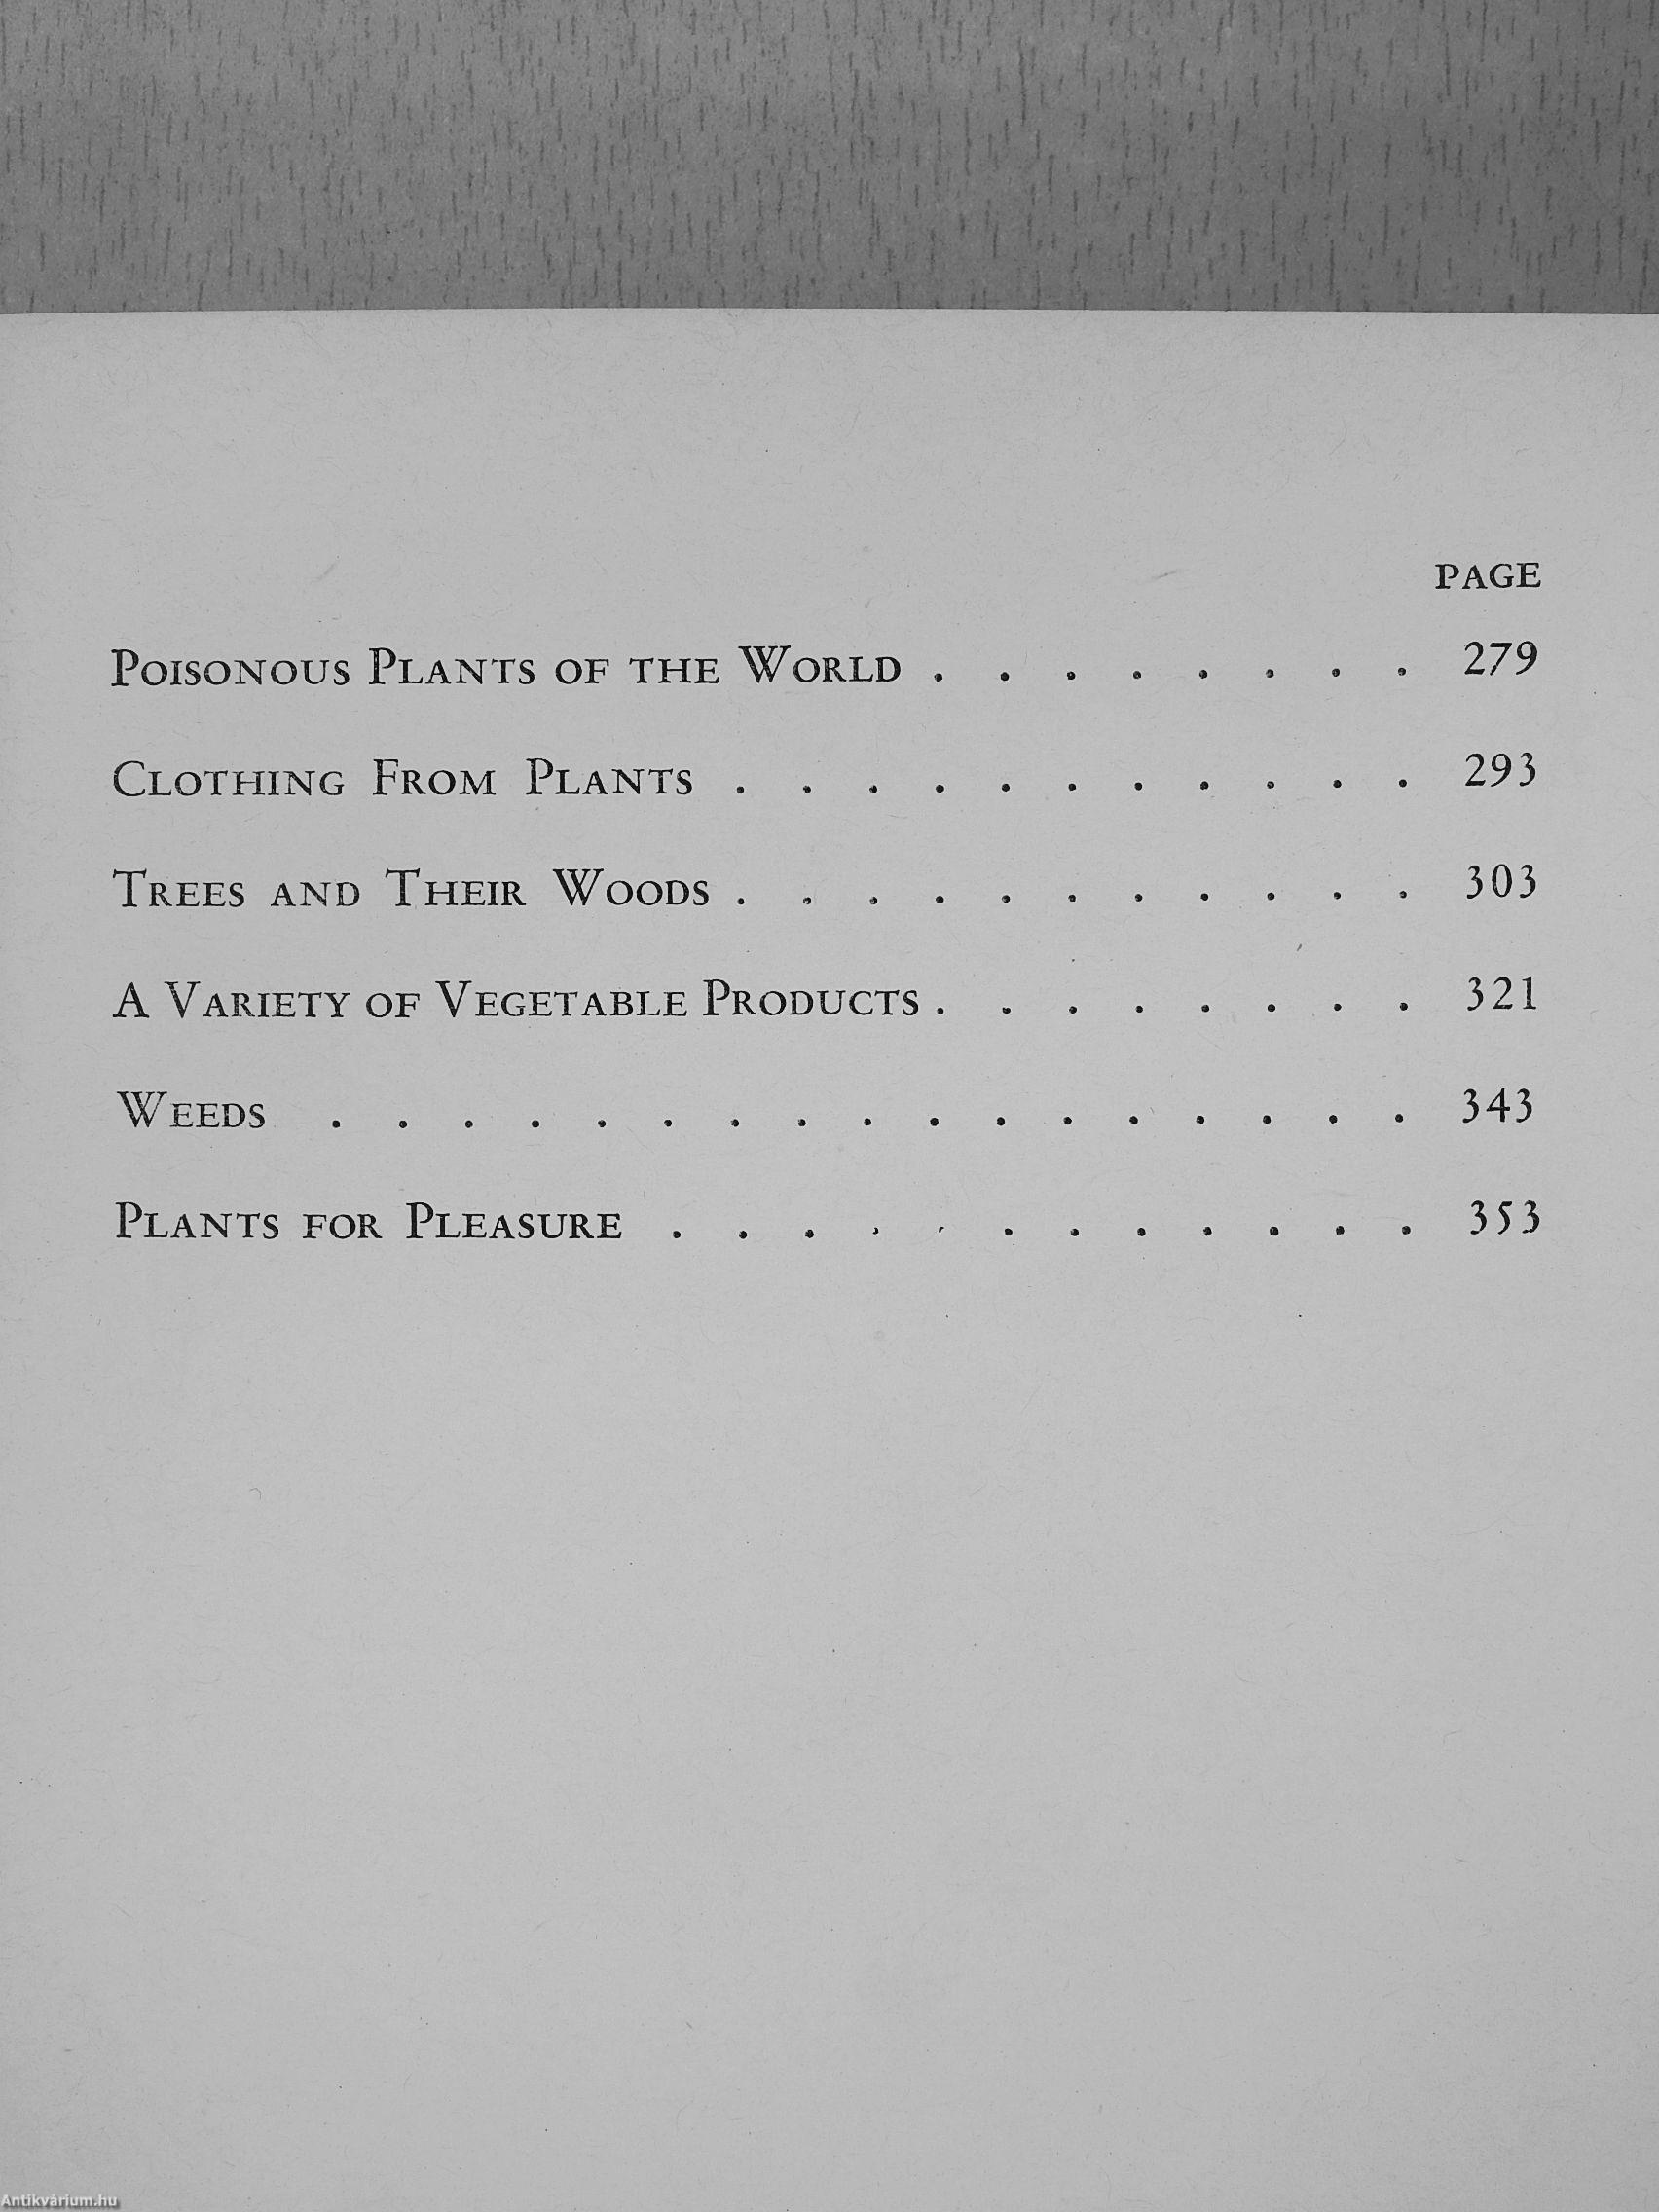 PAGE
POISONOUS PLANTS OF THE WORLD . . . . . . . . 279
CLOTHING FROM PLANTS . . . . . . . . . . . 293
TREES AND THEIR WOODS . . . . . . . . . . . 303
A VARIETY OF VEGETABLE PRODUCTS . . . . . . . . 321
WEEDS . . . . . . . . . . . . . . . . . 343
PLANTS FOR PLEASURE . . . . . . . . . . . . 353
Antikvárium.hu